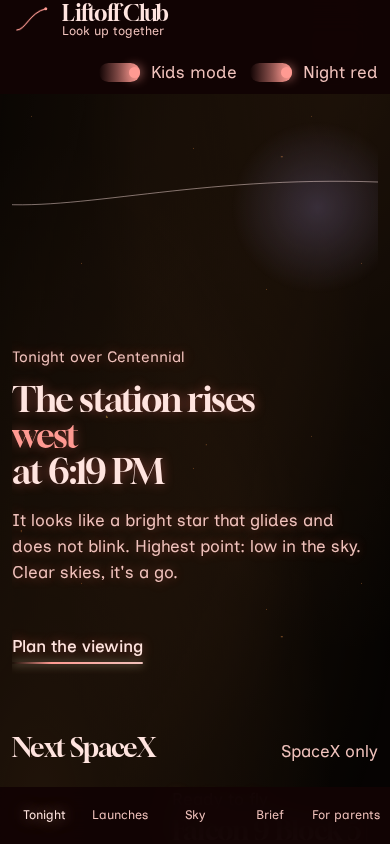 Liftoff Club
Look up together
Kids mode
Night red
Tonight over Centennial
The station rises
west
at 6:19 PM
It looks like a bright star that glides and
does not blink. Highest point: low in the sky.
Clear skies, it's a go.
Plan the viewing
Next SpaceX
SpaceX only
Tonight
Launches
Sky
Brief
For parents